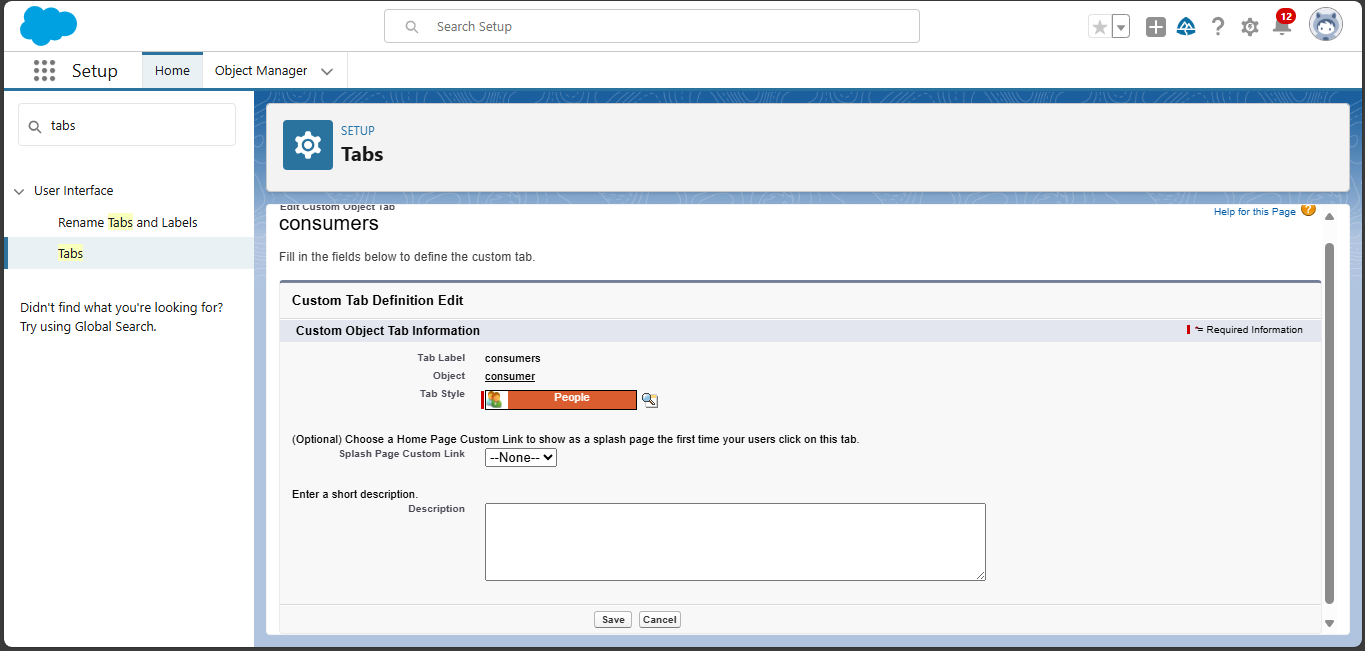 Search Setup
12
Setup
Home
Object Manager
tabs
User Interface
Rename Tabs and Labels
Tabs
Didn't find what you're looking for?
Try using Global Search.
SETUP
Tabs
Edit Custom Object Tab
consumers
Help for this Page ?
Fill in the fields below to define the custom tab.
Custom Tab Definition Edit
Custom Object Tab Information
*= Required Information
Tab Label consumers
Object consumer
Tab Style People
(Optional) Choose a Home Page Custom Link to show as a splash page the first time your users click on this tab.
Splash Page Custom Link --None--
Enter a short description.
Description
Save Cancel